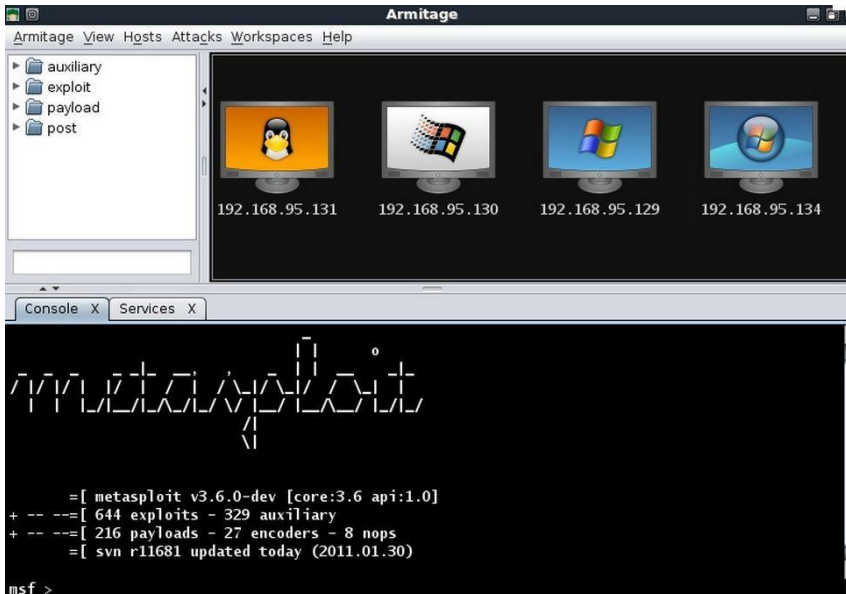 Armitage
Armitage View Hosts Attacks Workspaces Help
auxiliary
exploit
payload
post
192.168.95.131 192.168.95.130 192.168.95.129 192.168.95.134
Console X Services X
metasploit
=[ metasploit v3.6.0-dev [core:3.6 api:1.0]
+ -- --=[ 644 exploits - 329 auxiliary
+ -- --=[ 216 payloads - 27 encoders - 8 nops
=[ svn r11681 updated today (2011.01.30)
msf >